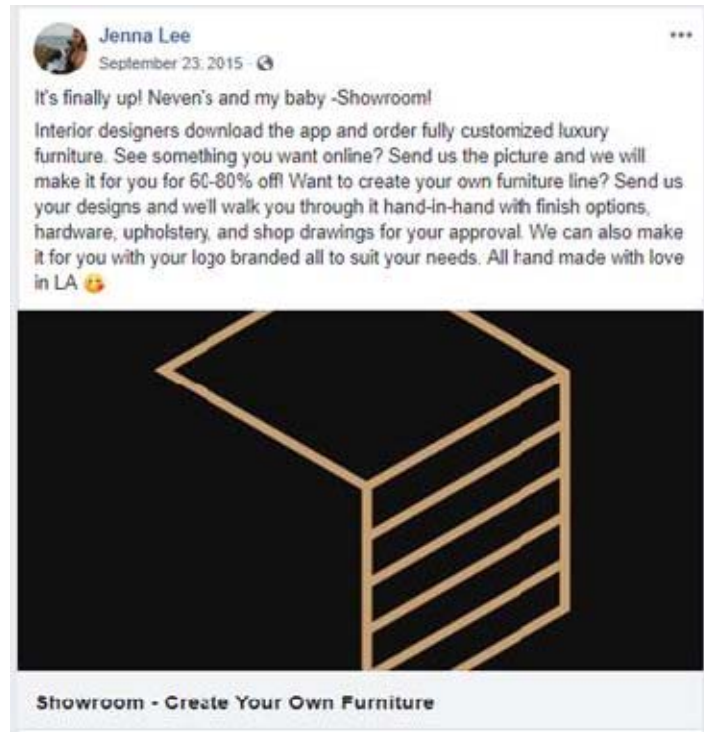 Jenna Lee
September 23, 2015
It's finally up! Neven's and my baby -Showroom!
Interior designers download the app and order fully customized luxury
furniture. See something you want online? Send us the picture and we will
make it for you for 60-80% off! Want to create your own furniture line? Send us
your designs and we'll walk you through it hand-in-hand with finish options,
hardware, upholstery, and shop drawings for your approval. We can also make
it for you with your logo branded all to suit your needs. All hand made with love
in LA 😋
Showroom - Create Your Own Furniture